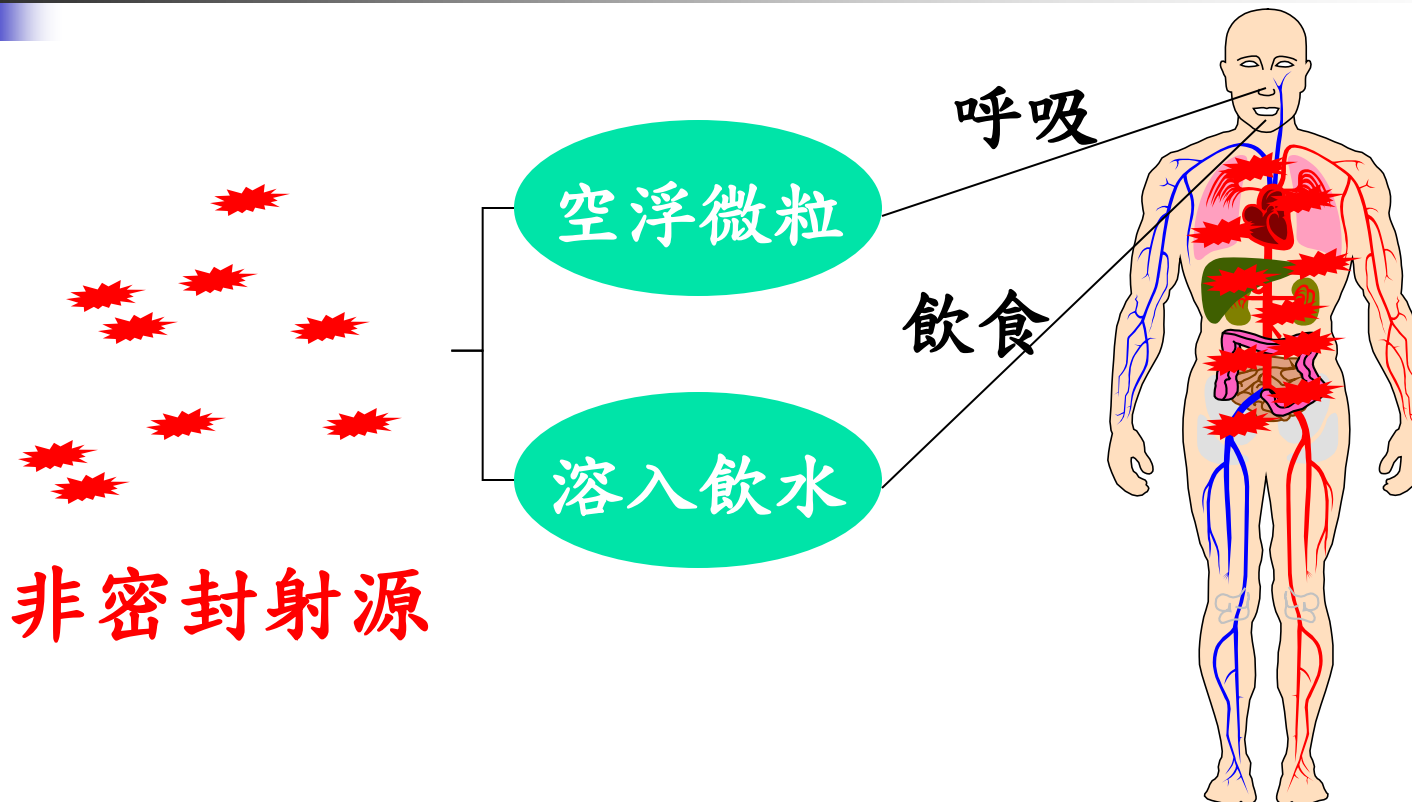 呼吸
空浮微粒
飲食
溶入飲水
非密封射源